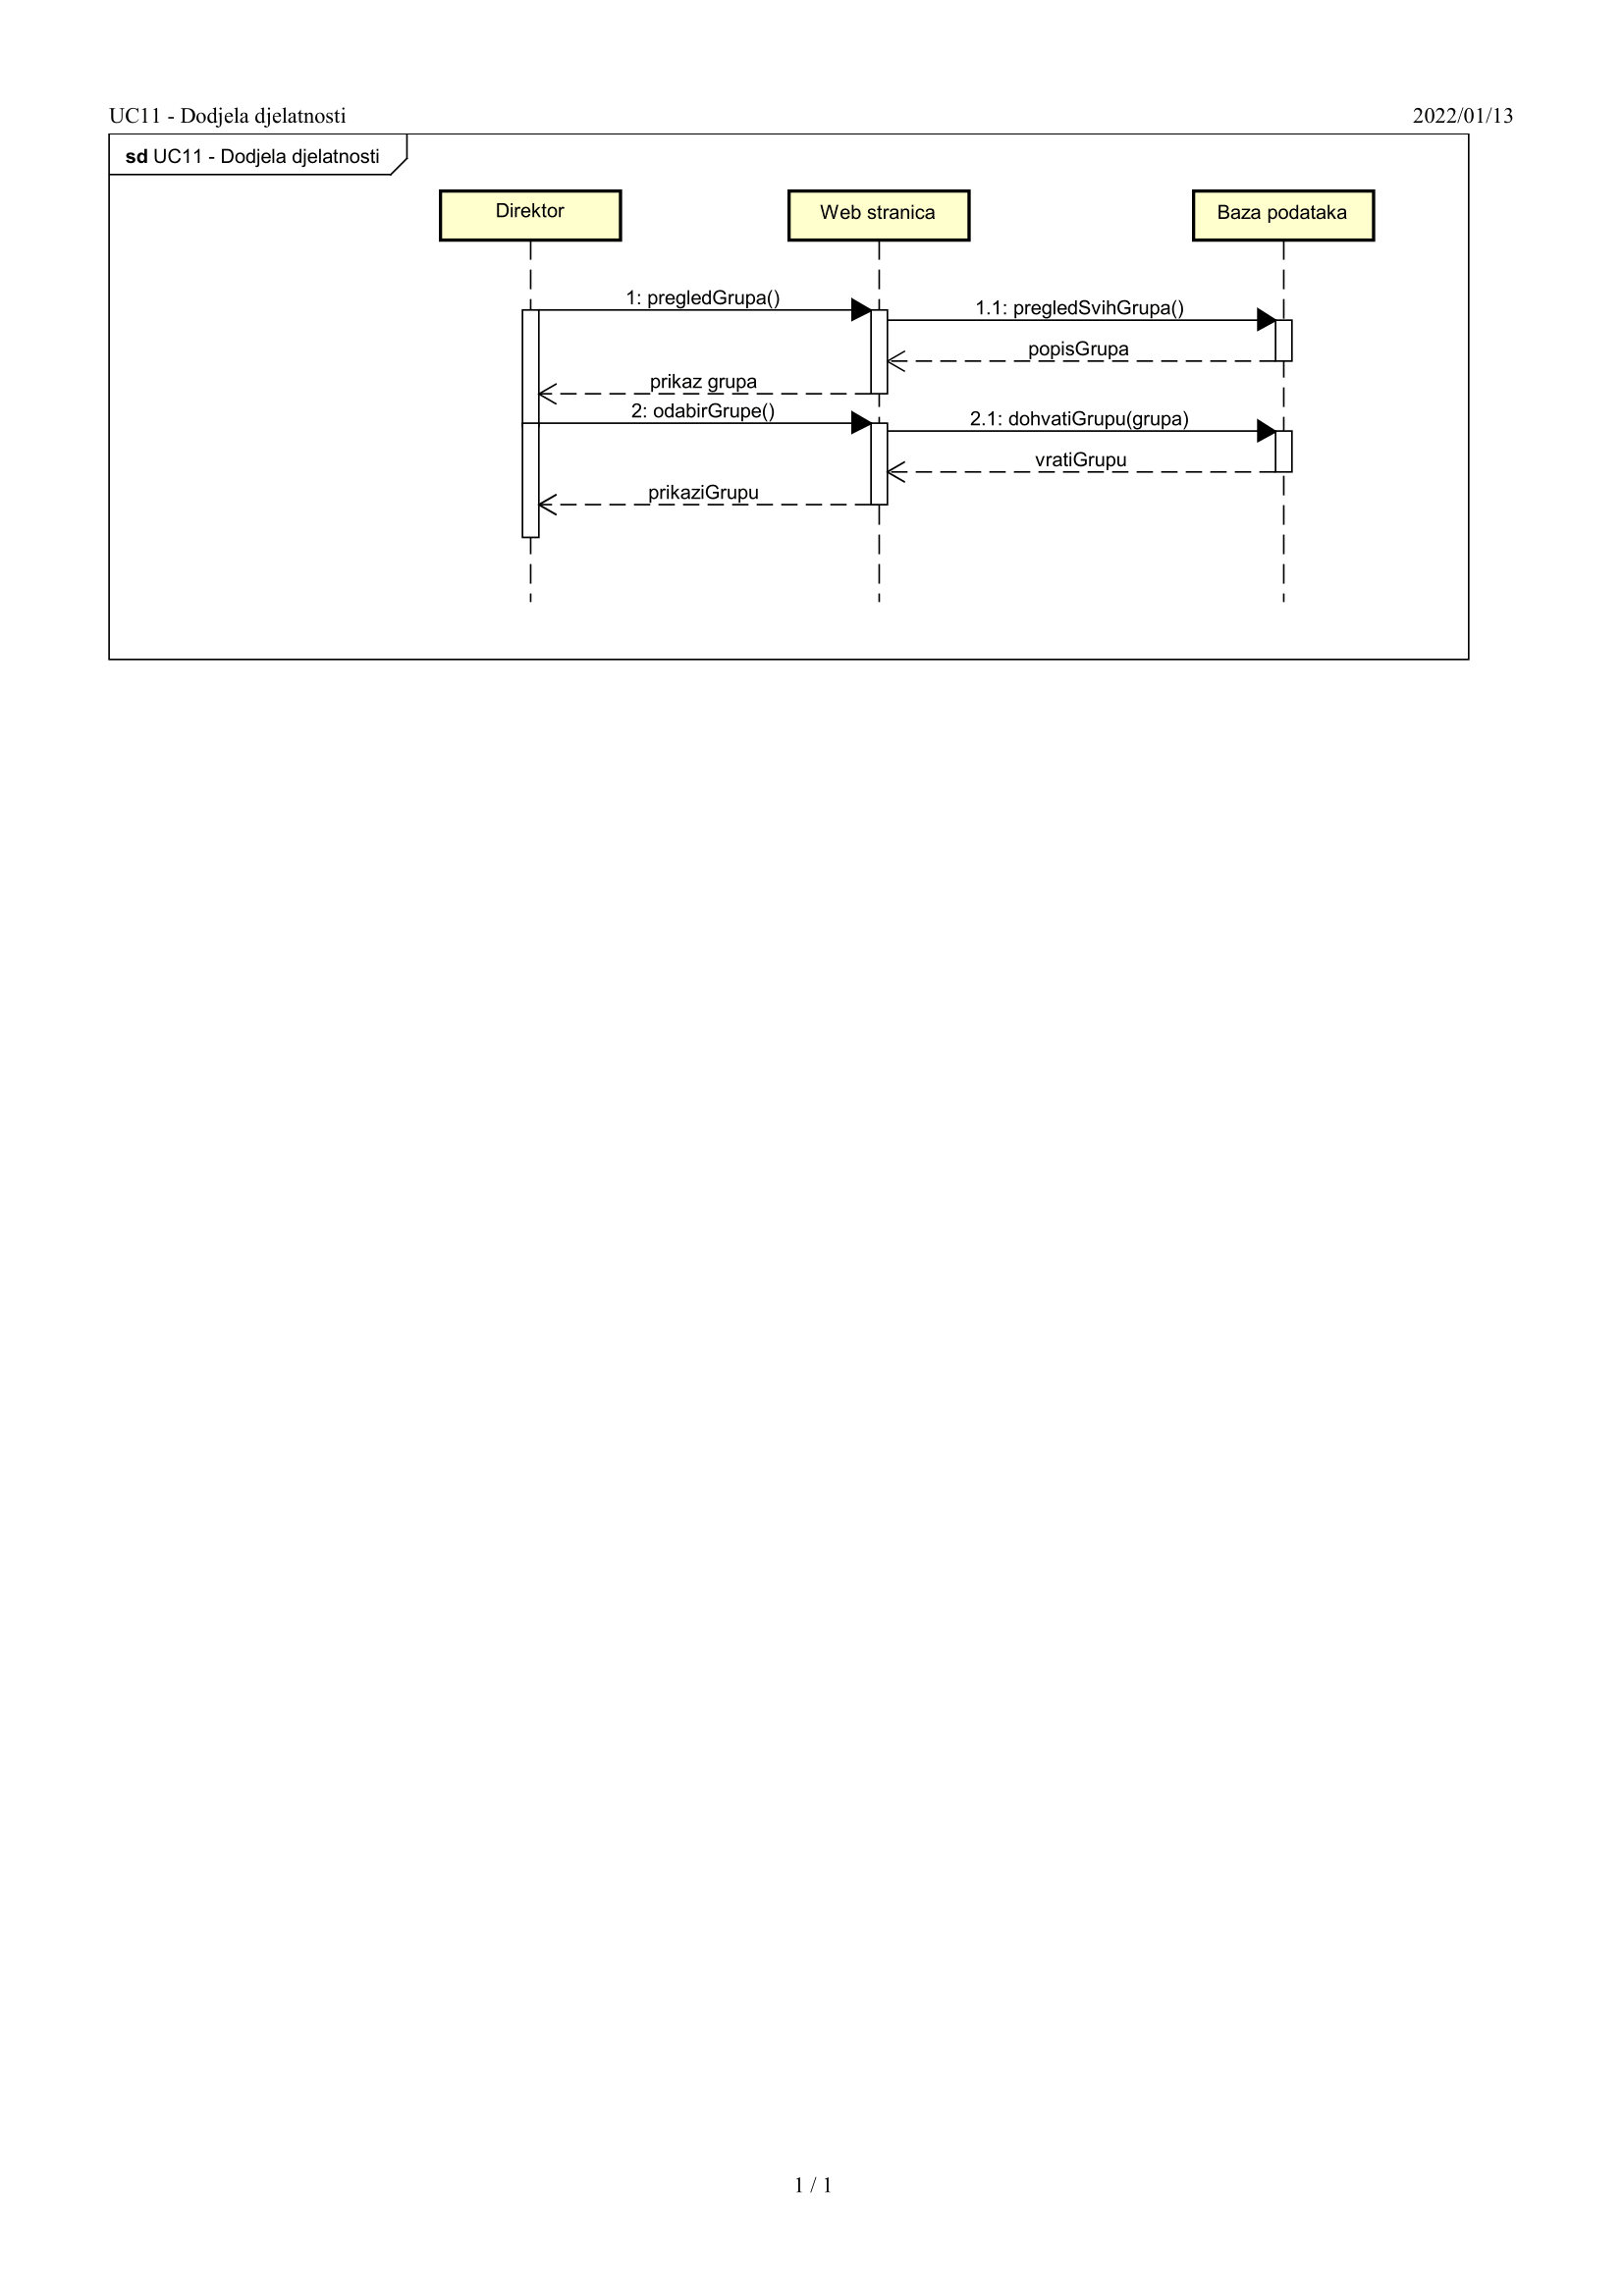 UC11 - Dodjela djelatnosti
2022/01/13
sd UC11 - Dodjela djelatnosti
Direktor
Web stranica
Baza podataka
1: pregledGrupa()
1.1: pregledSvihGrupa()
popisGrupa
prikaz grupa
2: odabirGrupe()
2.1: dohvatiGrupu(grupa)
vratiGrupu
prikaziGrupu
1 / 1